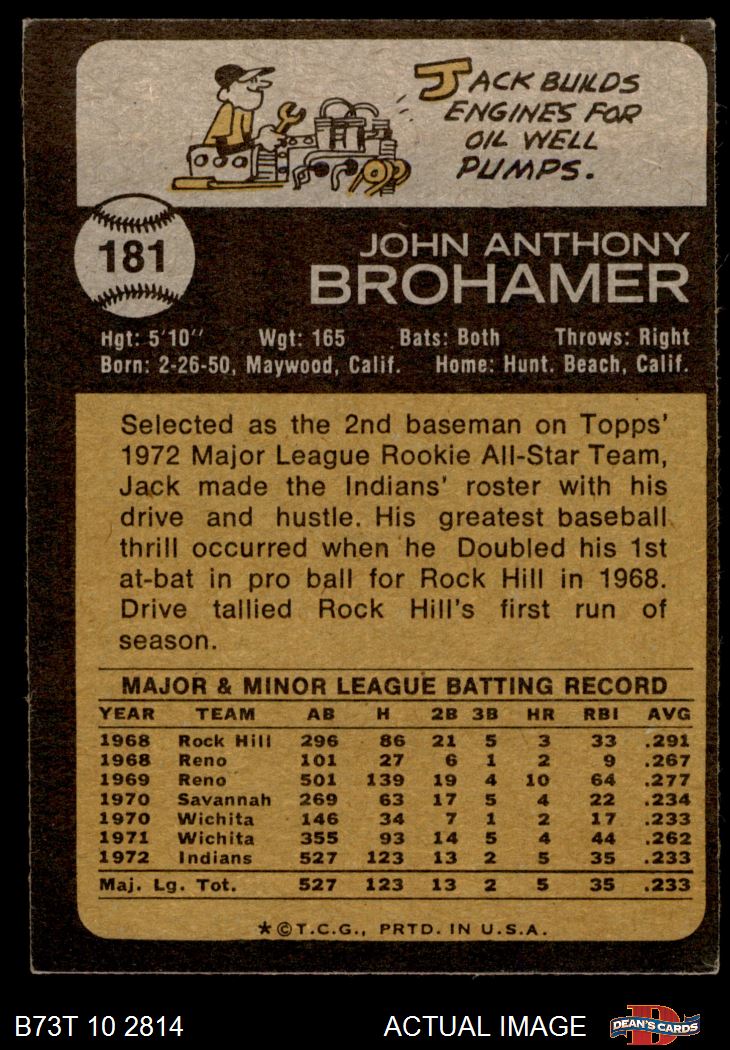 JACK BUILDS
ENGINES FOR
OIL WELL
PUMPS.
181
JOHN ANTHONY
BROHAMER
Hgt: 5'10" Wgt: 165 Bats: Both Throws: Right
Born: 2-26-50, Maywood, Calif. Home: Hunt. Beach, Calif.
Selected as the 2nd baseman on Topps'
1972 Major League Rookie All-Star Team,
Jack made the Indians' roster with his
drive and hustle. His greatest baseball
thrill occurred when he Doubled his 1st
at-bat in pro ball for Rock Hill in 1968.
Drive tallied Rock Hill's first run of
season.
MAJOR & MINOR LEAGUE BATTING RECORD
YEAR TEAM AB H 2B 3B HR RBI AVG
1968 Rock Hill 296 86 21 5 3 33 .291
1968 Reno 101 27 6 1 2 9 .267
1969 Reno 501 139 19 4 10 64 .277
1970 Savannah 269 63 17 5 4 22 .234
1970 Wichita 146 34 7 1 2 17 .233
1971 Wichita 355 93 14 5 4 44 .262
1972 Indians 527 123 13 2 5 35 .233
Maj. Lg. Tot. 527 123 13 2 5 35 .233
*©T.C.G., PRTD. IN U.S.A.
B73T 10 2814 ACTUAL IMAGE DEAN'S CARDS